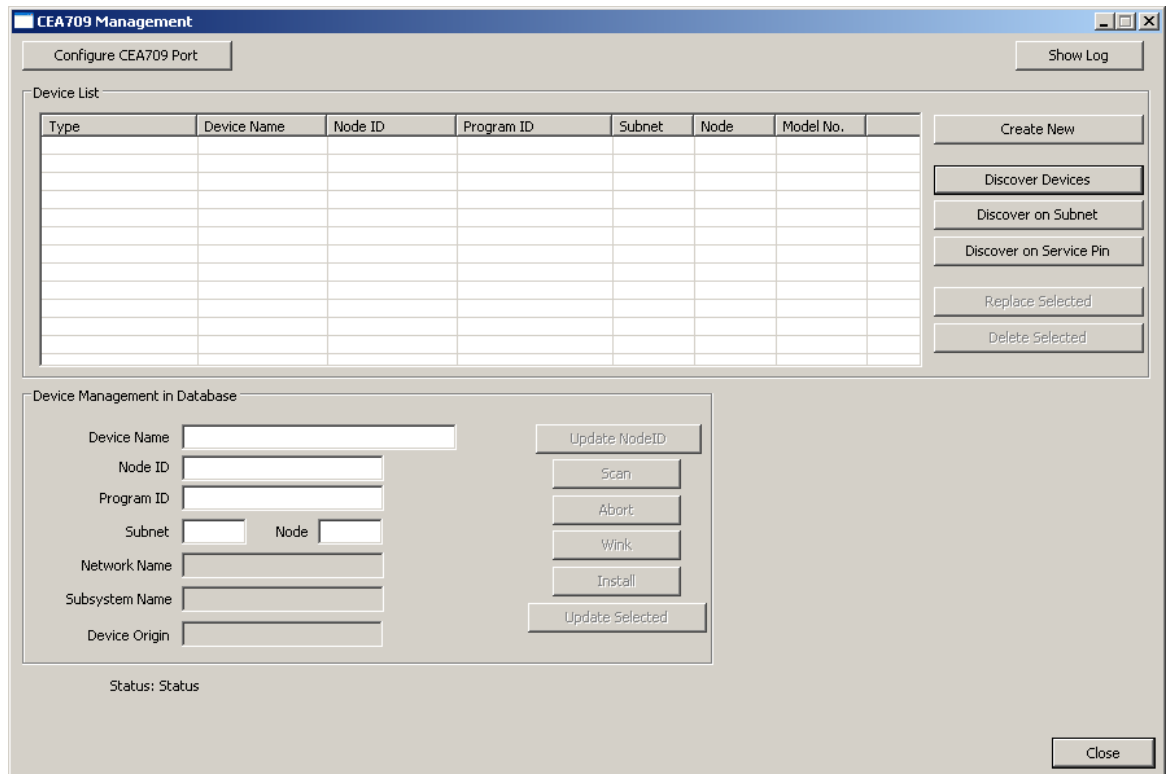 CEA709 Management
Configure CEA709 Port
Show Log
Device List
Type Device Name Node ID Program ID Subnet Node Model No.
Create New
Discover Devices
Discover on Subnet
Discover on Service Pin
Replace Selected
Delete Selected
Device Management in Database
Device Name
Node ID
Program ID
Subnet Node
Network Name
Subsystem Name
Device Origin
Update NodeID
Scan
Abort
Wink
Install
Update Selected
Status: Status
Close